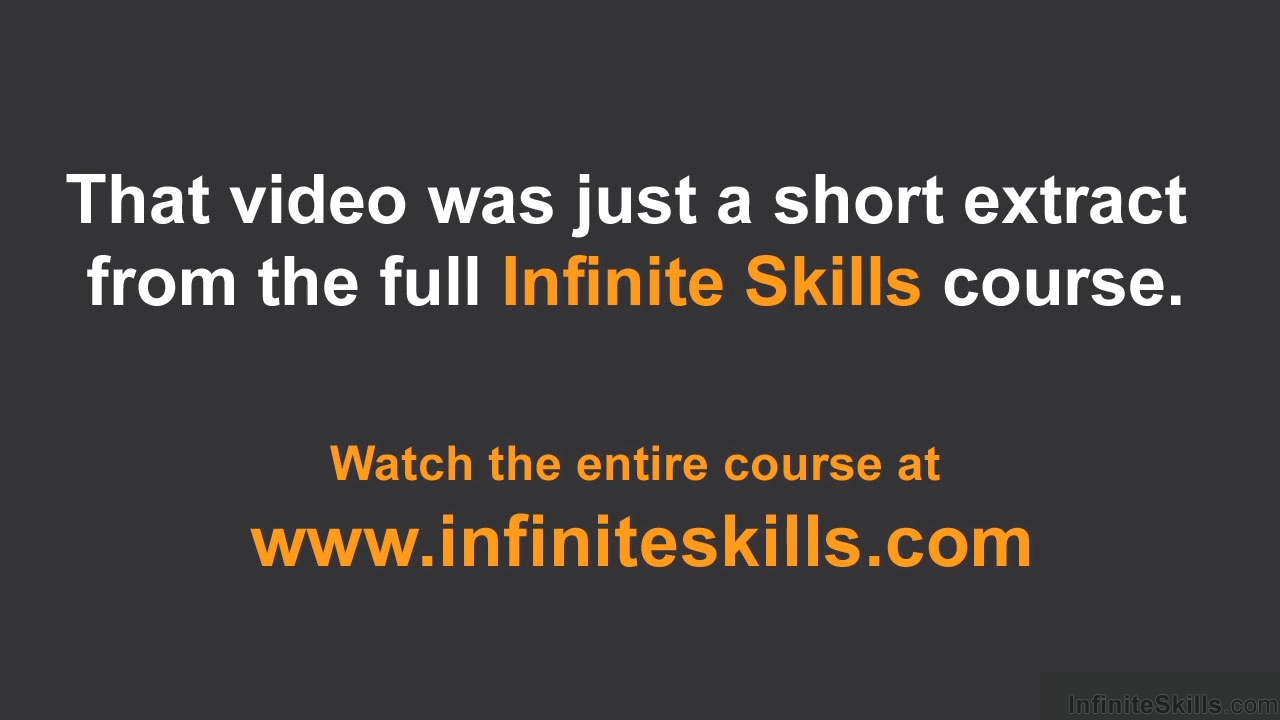 That video was just a short extract
from the full Infinite Skills course.
Watch the entire course at
www.infiniteskills.com
InfiniteSkills.com